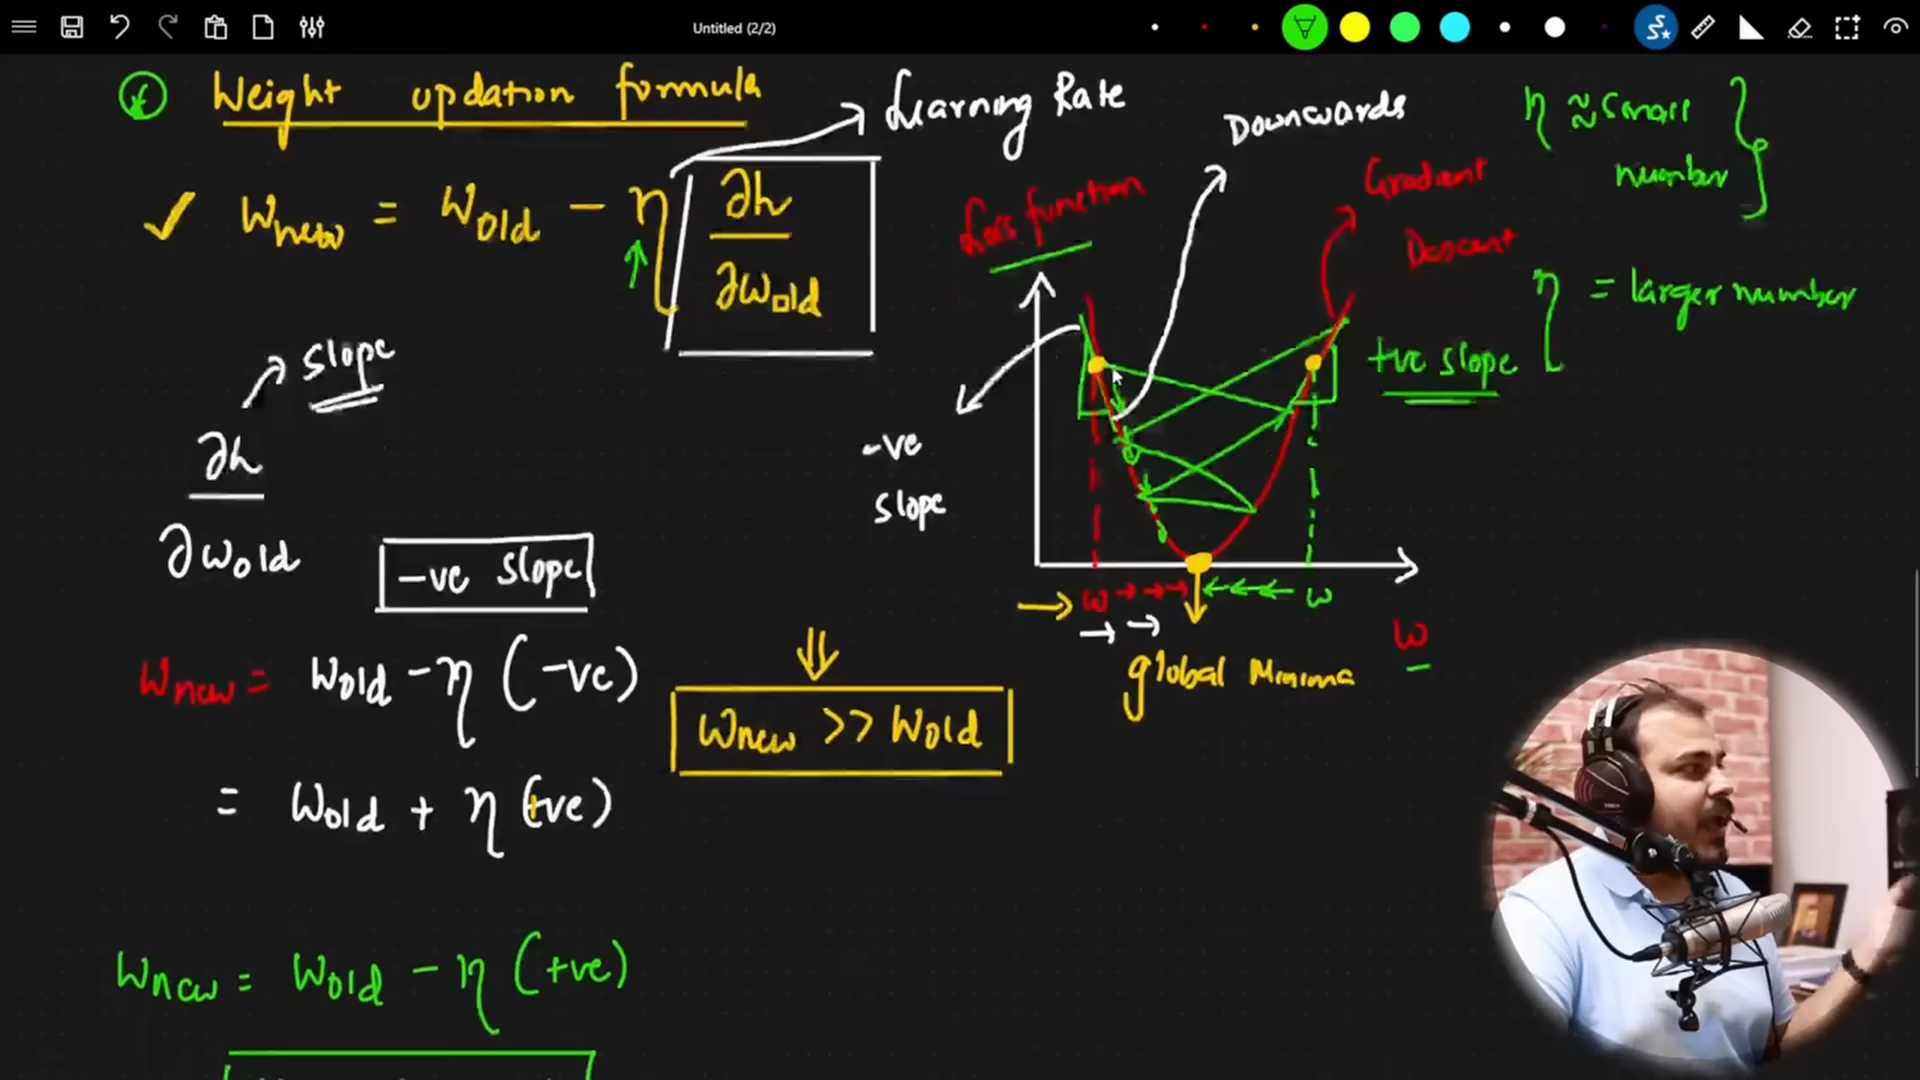 Untitled (2/2)
Weight updation formula
Learning Rate
Downwards
η ≈ Small
number
Wnew = Wold − η ∂h
∂Wold
Loss function
Gradient
Descent
η = larger number
slope
+ve slope
∂h
∂Wold
-ve
slope
-ve slope
w
w
w
Wnew = Wold − η (-ve)
global Minima
Wnew >> Wold
= Wold + η (+ve)
Wnew = Wold − η (+ve)